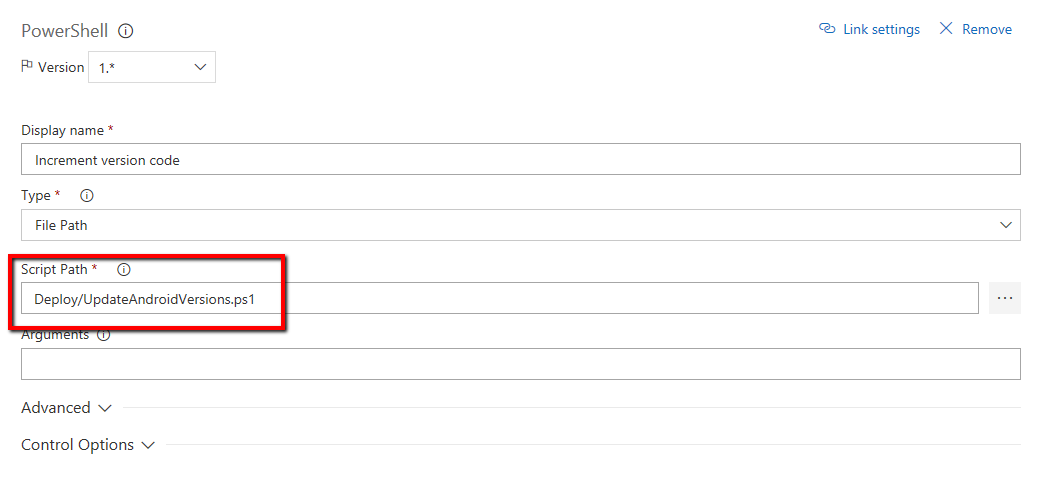 PowerShell
Link settings
Remove
Version 1.*
Display name *
Increment version code
Type *
File Path
Script Path *
Deploy/UpdateAndroidVersions.ps1
...
Arguments
Advanced
Control Options